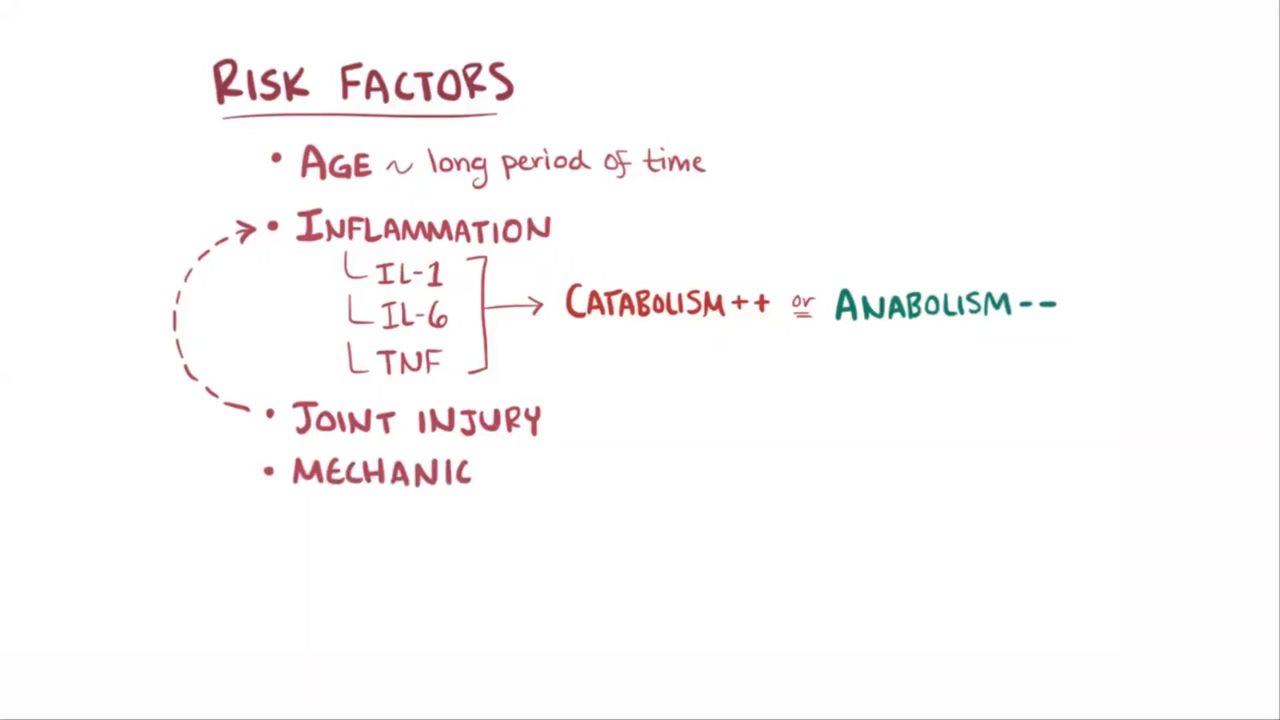 RISK FACTORS
• AGE ~ long period of time
• INFLAMMATION
IL-1
IL-6
TNF
CATABOLISM++ or ANABOLISM--
• JOINT INJURY
• MECHANIC